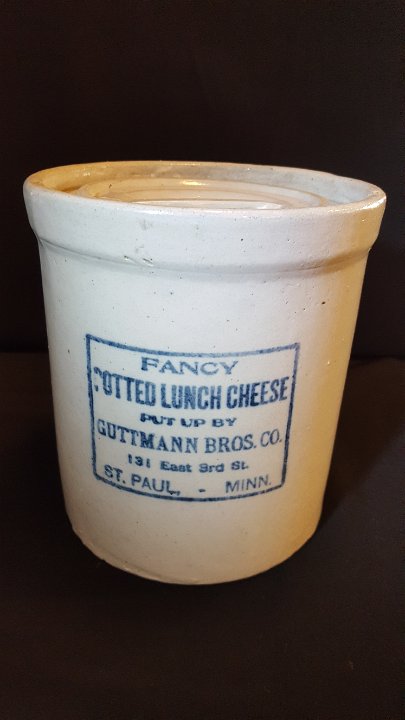 FANCY
POTTED LUNCH CHEESE
PUT UP BY
GUTTMANN BROS. CO.
131 East 3rd St.
ST. PAUL, - MINN.